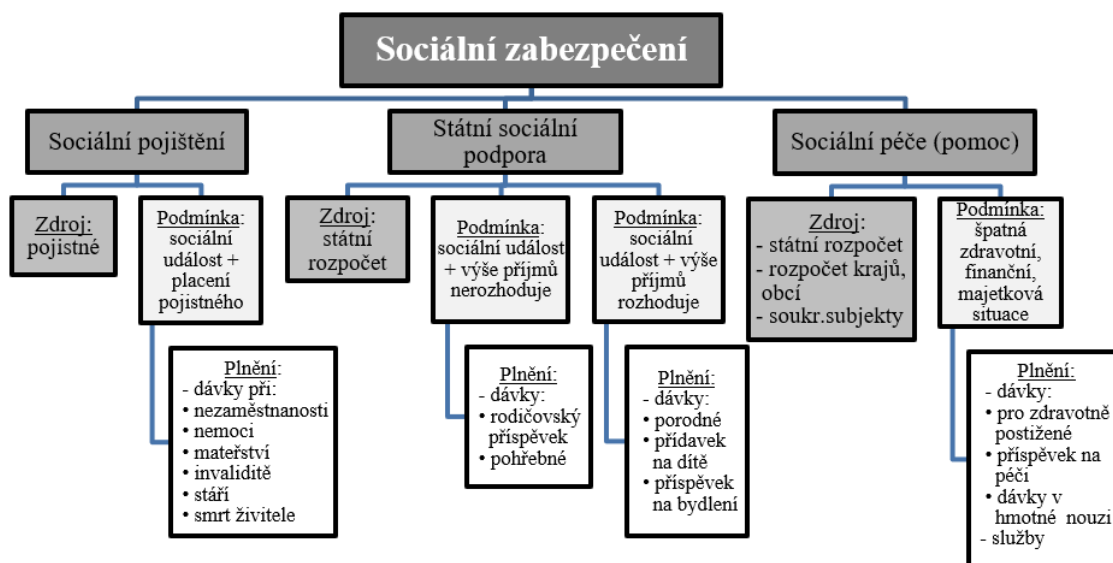 Sociální zabezpečení
Sociální pojištění
Zdroj:
pojistné
Podmínka:
sociální
událost +
placení
pojistného
Plnění:
- dávky při:
• nezaměstnanosti
• nemoci
• mateřství
• invaliditě
• stáří
• smrt živitele
Státní sociální
podpora
Zdroj:
státní
rozpočet
Podmínka:
sociální událost
+ výše příjmů
nerozhoduje
Plnění:
- dávky:
• rodičovský
příspěvek
• pohřebné
Podmínka:
sociální
událost + výše
příjmů
rozhoduje
Plnění:
- dávky:
• porodné
• přídavek
na dítě
• příspěvek
na bydlení
Sociální péče (pomoc)
Zdroj:
- státní rozpočet
- rozpočet krajů,
obcí
- soukr.subjekty
Podmínka:
špatná
zdravotní,
finanční,
majetková
situace
Plnění:
- dávky:
• pro zdravotně
postižené
• příspěvek na
péči
• dávky v
hmotné nouzi
- služby